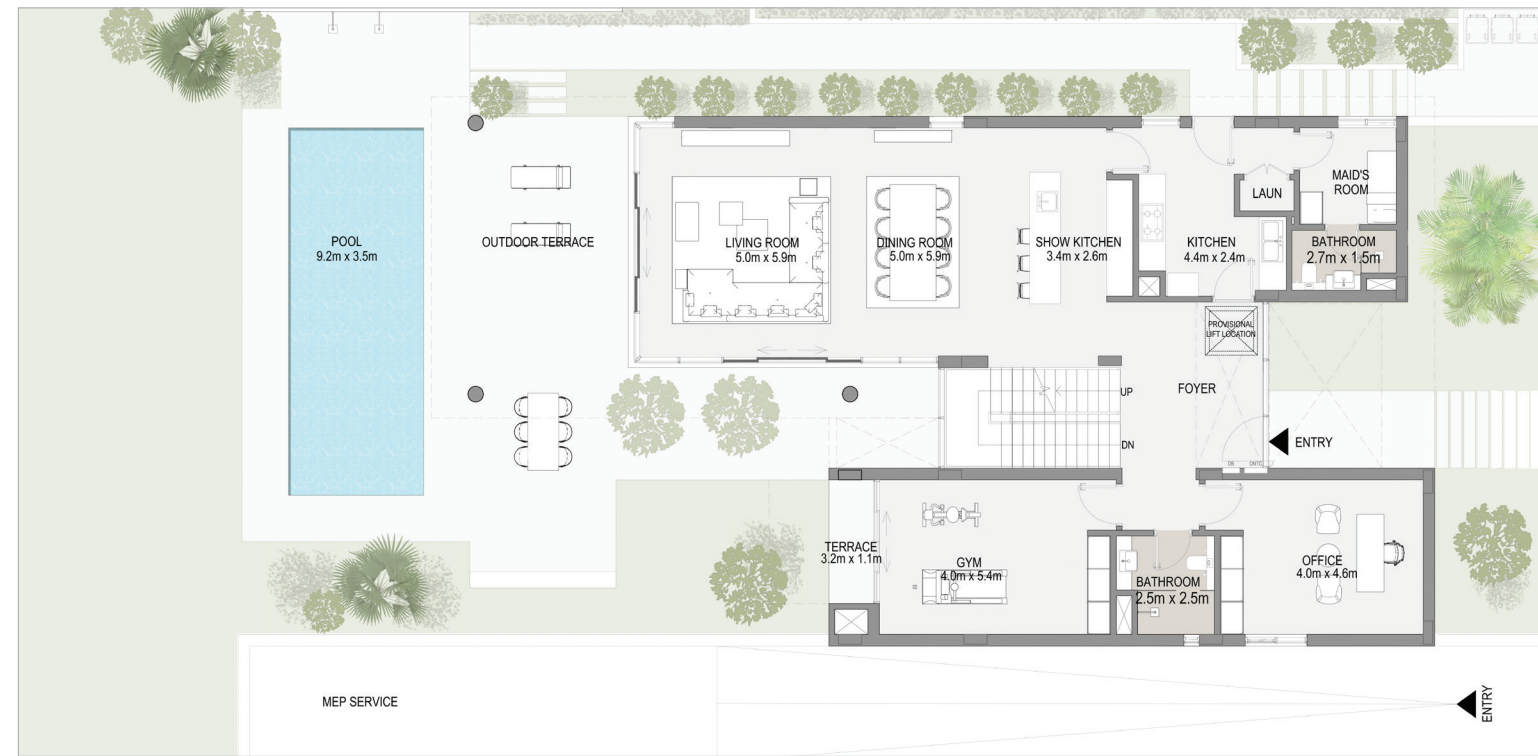 POOL
9.2m x 3.5m
OUTDOOR TERRACE
LIVING ROOM
5.0m x 5.9m
DINING ROOM
5.0m x 5.9m
SHOW KITCHEN
3.4m x 2.6m
KITCHEN
4.4m x 2.4m
LAUN
MAID'S
ROOM
BATHROOM
2.7m x 1.5m
PROVISIONAL
LIFT LOCATION
FOYER
UP
DN
ENTRY
DB
TERRACE
3.2m x 1.1m
GYM
4.0m x 5.4m
BATHROOM
2.5m x 2.5m
OFFICE
4.0m x 4.6m
MEP SERVICE
ENTRY